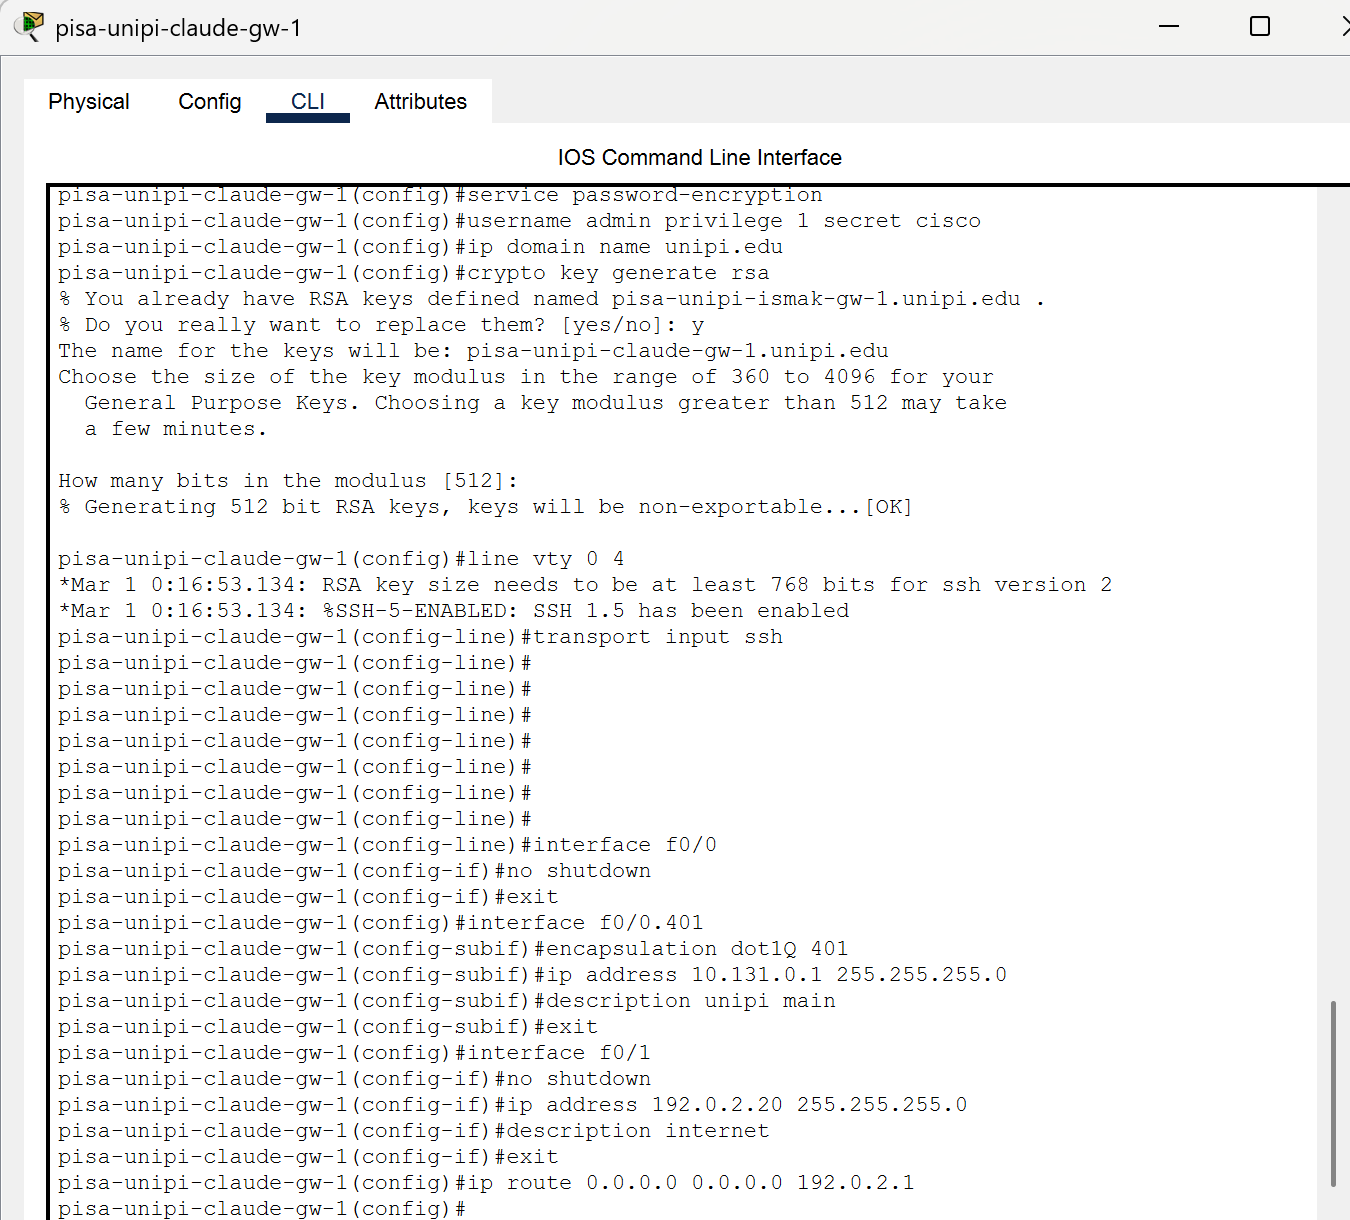 pisa-unipi-claude-gw-1
Physical Config CLI Attributes
IOS Command Line Interface
pisa-unipi-claude-gw-1(config)#service password-encryption
pisa-unipi-claude-gw-1(config)#username admin privilege 1 secret cisco
pisa-unipi-claude-gw-1(config)#ip domain name unipi.edu
pisa-unipi-claude-gw-1(config)#crypto key generate rsa
% You already have RSA keys defined named pisa-unipi-ismak-gw-1.unipi.edu .
% Do you really want to replace them? [yes/no]: y
The name for the keys will be: pisa-unipi-claude-gw-1.unipi.edu
Choose the size of the key modulus in the range of 360 to 4096 for your
General Purpose Keys. Choosing a key modulus greater than 512 may take
a few minutes.
How many bits in the modulus [512]:
% Generating 512 bit RSA keys, keys will be non-exportable...[OK]
pisa-unipi-claude-gw-1(config)#line vty 0 4
*Mar 1 0:16:53.134: RSA key size needs to be at least 768 bits for ssh version 2
*Mar 1 0:16:53.134: %SSH-5-ENABLED: SSH 1.5 has been enabled
pisa-unipi-claude-gw-1(config-line)#transport input ssh
pisa-unipi-claude-gw-1(config-line)#
pisa-unipi-claude-gw-1(config-line)#
pisa-unipi-claude-gw-1(config-line)#
pisa-unipi-claude-gw-1(config-line)#
pisa-unipi-claude-gw-1(config-line)#
pisa-unipi-claude-gw-1(config-line)#
pisa-unipi-claude-gw-1(config-line)#
pisa-unipi-claude-gw-1(config-line)#interface f0/0
pisa-unipi-claude-gw-1(config-if)#no shutdown
pisa-unipi-claude-gw-1(config-if)#exit
pisa-unipi-claude-gw-1(config)#interface f0/0.401
pisa-unipi-claude-gw-1(config-subif)#encapsulation dot1Q 401
pisa-unipi-claude-gw-1(config-subif)#ip address 10.131.0.1 255.255.255.0
pisa-unipi-claude-gw-1(config-subif)#description unipi main
pisa-unipi-claude-gw-1(config-subif)#exit
pisa-unipi-claude-gw-1(config)#interface f0/1
pisa-unipi-claude-gw-1(config-if)#no shutdown
pisa-unipi-claude-gw-1(config-if)#ip address 192.0.2.20 255.255.255.0
pisa-unipi-claude-gw-1(config-if)#description internet
pisa-unipi-claude-gw-1(config-if)#exit
pisa-unipi-claude-gw-1(config)#ip route 0.0.0.0 0.0.0.0 192.0.2.1
pisa-unipi-claude-gw-1(config)#